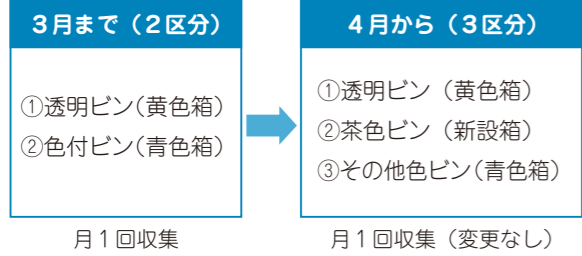 3月まで（2区分）
①透明ビン（黄色箱）
②色付ビン（青色箱）
月1回収集
4月から（3区分）
①透明ビン（黄色箱）
②茶色ビン（新設箱）
③その他色ビン（青色箱）
月1回収集（変更なし）